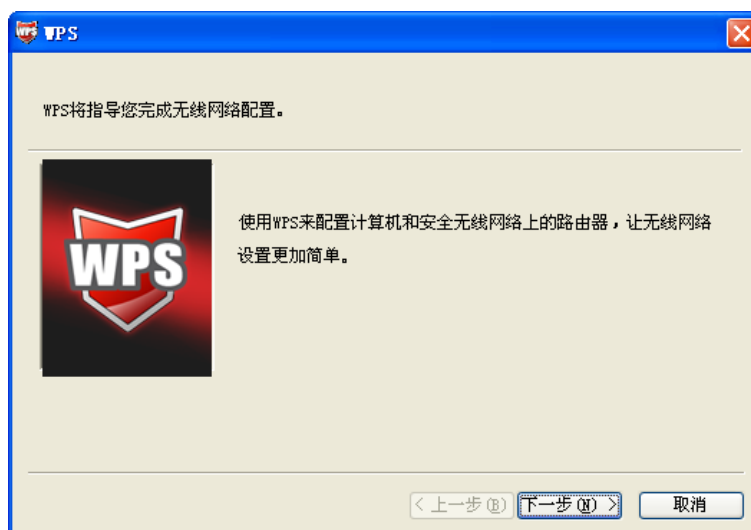 WPS
WPS将指导您完成无线网络配置。
WPS
使用WPS来配置计算机和安全无线网络上的路由器，让无线网络
设置更加简单。
< 上一步(B)
下一步(N) >
取消